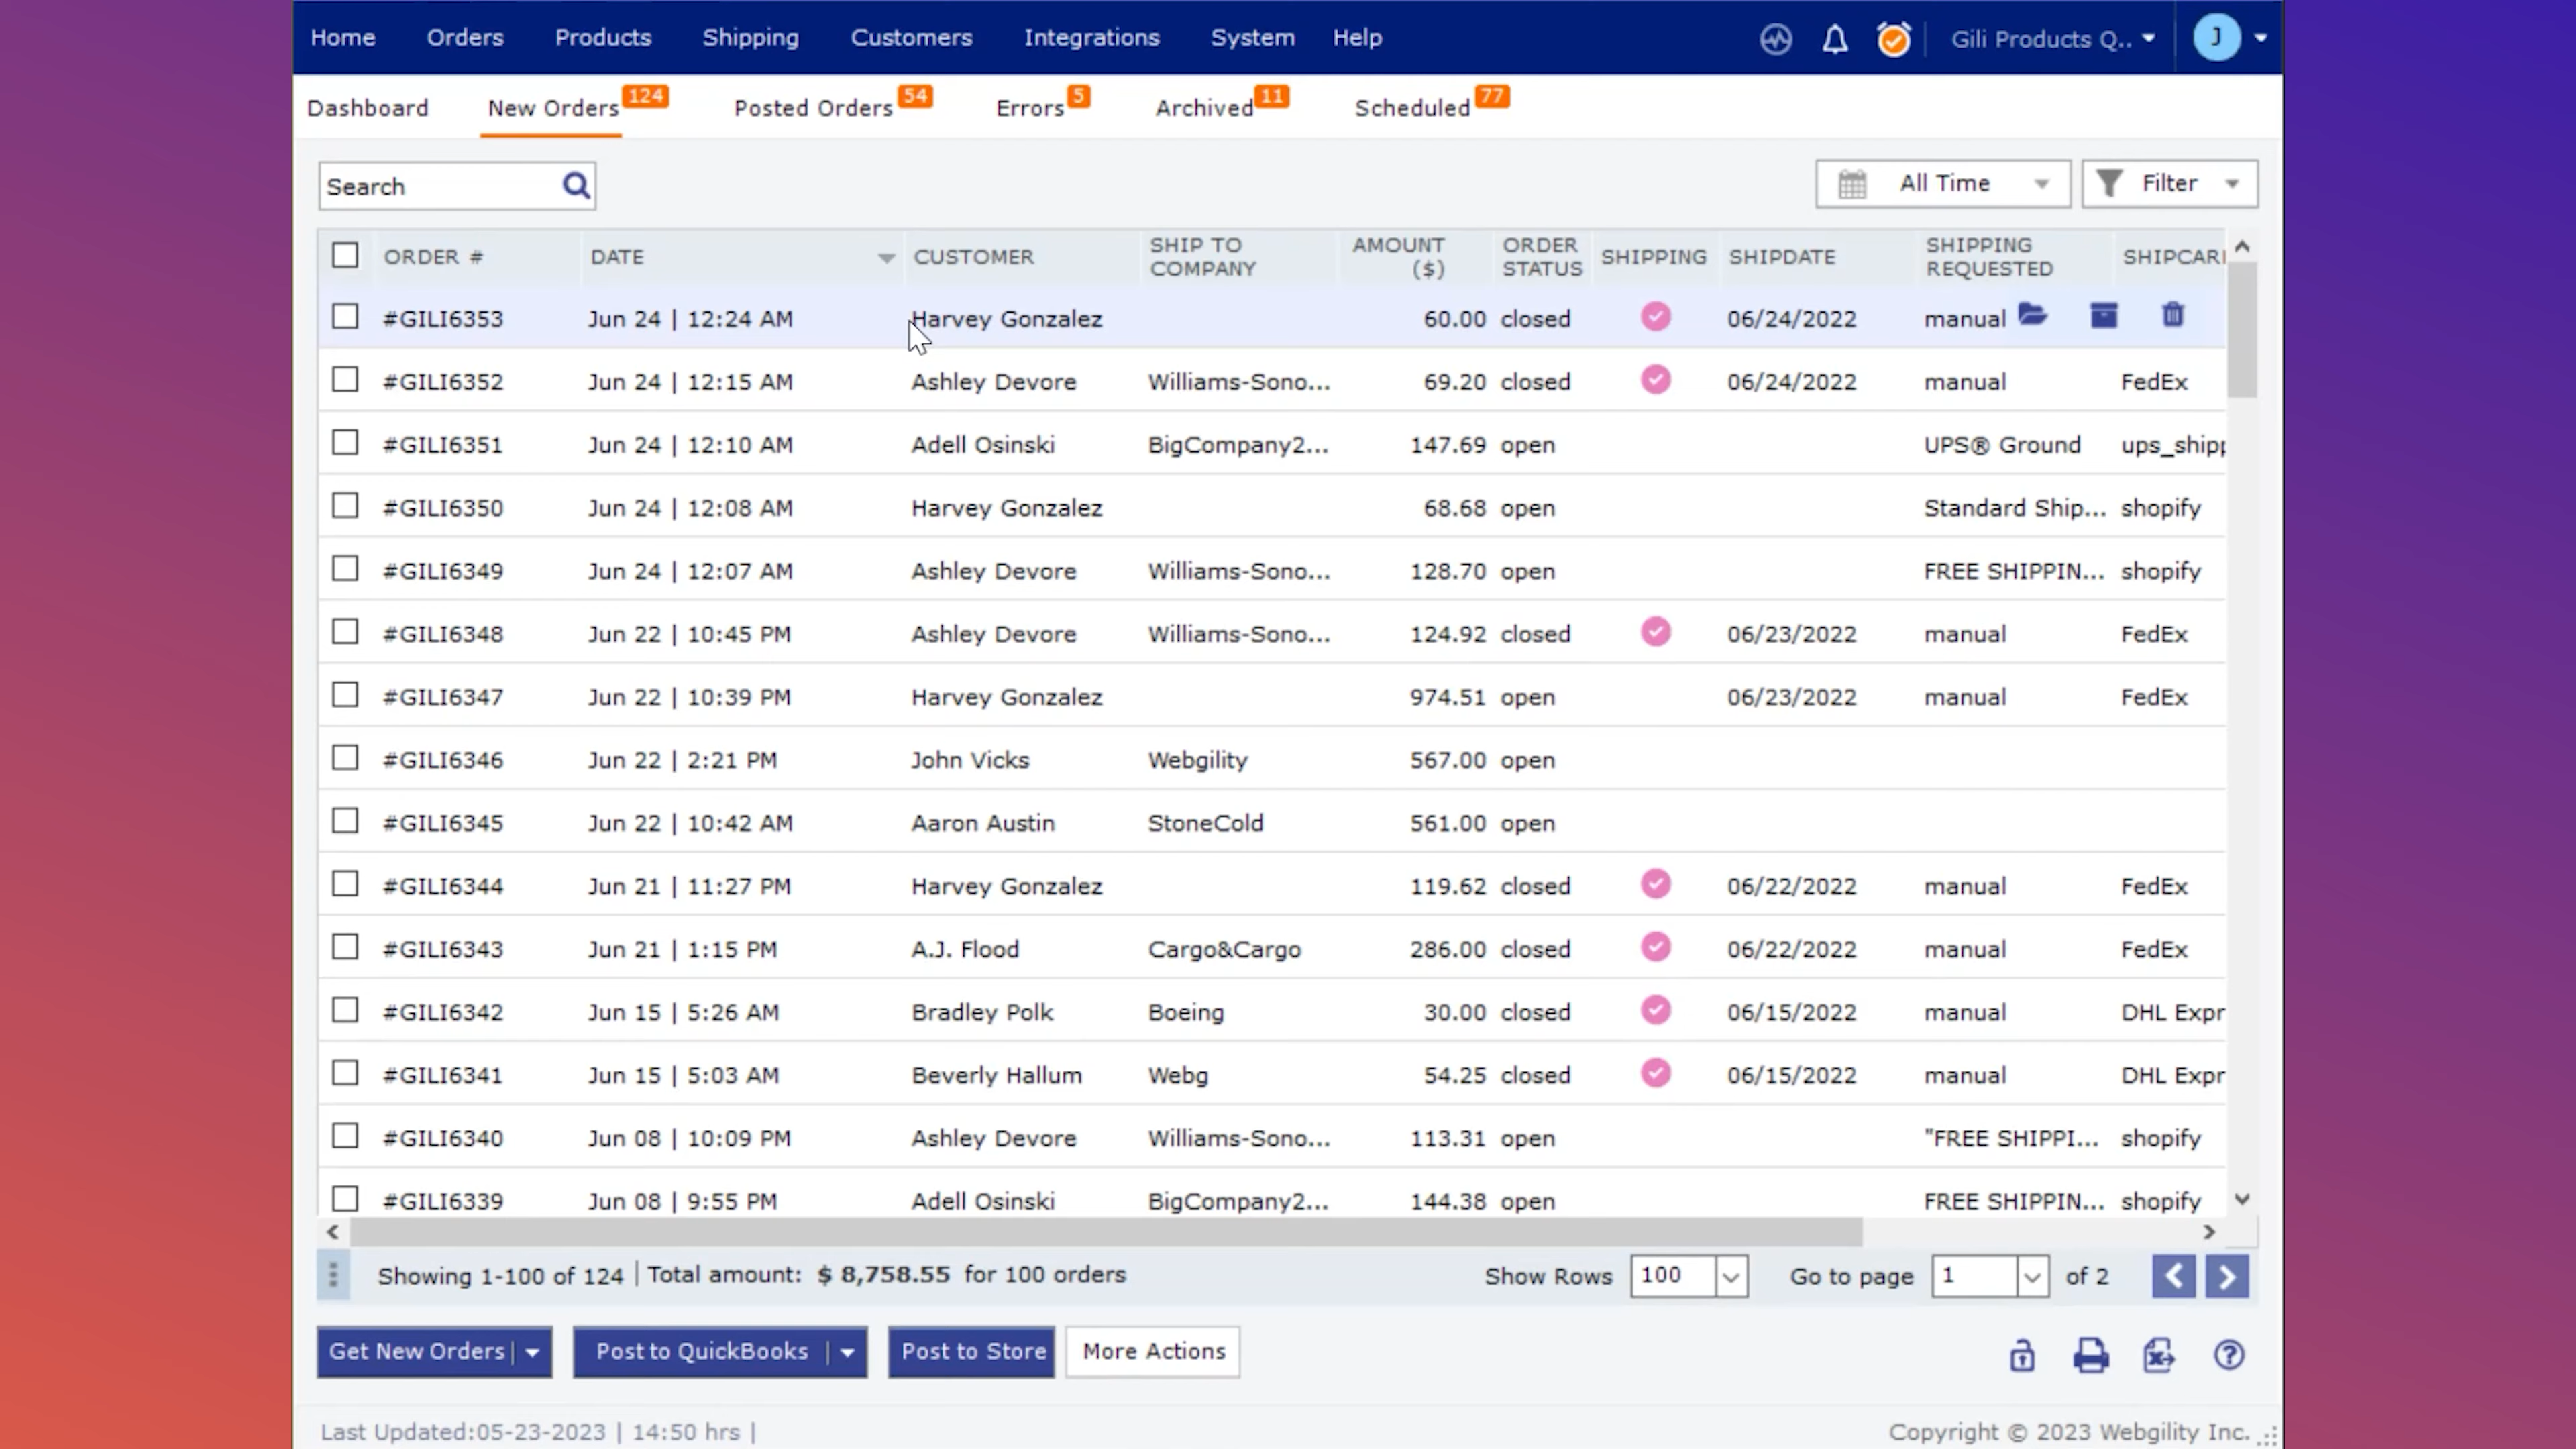 Home Orders Products Shipping Customers Integrations System Help Gili Products Q.. J
Dashboard New Orders 124 Posted Orders 54 Errors 5 Archived 11 Scheduled 77
Search All Time Filter
ORDER # DATE CUSTOMER SHIP TO COMPANY AMOUNT ($) ORDER STATUS SHIPPING SHIPDATE SHIPPING REQUESTED SHIPCARI
#GILI6353 Jun 24 | 12:24 AM Harvey Gonzalez 60.00 closed 06/24/2022 manual
#GILI6352 Jun 24 | 12:15 AM Ashley Devore Williams-Sono... 69.20 closed 06/24/2022 manual FedEx
#GILI6351 Jun 24 | 12:10 AM Adell Osinski BigCompany2... 147.69 open UPS® Ground ups_shipp
#GILI6350 Jun 24 | 12:08 AM Harvey Gonzalez 68.68 open Standard Ship... shopify
#GILI6349 Jun 24 | 12:07 AM Ashley Devore Williams-Sono... 128.70 open FREE SHIPPIN... shopify
#GILI6348 Jun 22 | 10:45 PM Ashley Devore Williams-Sono... 124.92 closed 06/23/2022 manual FedEx
#GILI6347 Jun 22 | 10:39 PM Harvey Gonzalez 974.51 open 06/23/2022 manual FedEx
#GILI6346 Jun 22 | 2:21 PM John Vicks Webgility 567.00 open
#GILI6345 Jun 22 | 10:42 AM Aaron Austin StoneCold 561.00 open
#GILI6344 Jun 21 | 11:27 PM Harvey Gonzalez 119.62 closed 06/22/2022 manual FedEx
#GILI6343 Jun 21 | 1:15 PM A.J. Flood Cargo&Cargo 286.00 closed 06/22/2022 manual FedEx
#GILI6342 Jun 15 | 5:26 AM Bradley Polk Boeing 30.00 closed 06/15/2022 manual DHL Expr
#GILI6341 Jun 15 | 5:03 AM Beverly Hallum Webg 54.25 closed 06/15/2022 manual DHL Expr
#GILI6340 Jun 08 | 10:09 PM Ashley Devore Williams-Sono... 113.31 open "FREE SHIPPI... shopify
#GILI6339 Jun 08 | 9:55 PM Adell Osinski BigCompany2... 144.38 open FREE SHIPPIN... shopify
Showing 1-100 of 124 | Total amount: $ 8,758.55 for 100 orders Show Rows 100 Go to page 1 of 2
Get New Orders | Post to QuickBooks | Post to Store More Actions
Last Updated:05-23-2023 | 14:50 hrs | Copyright © 2023 Webgility Inc.